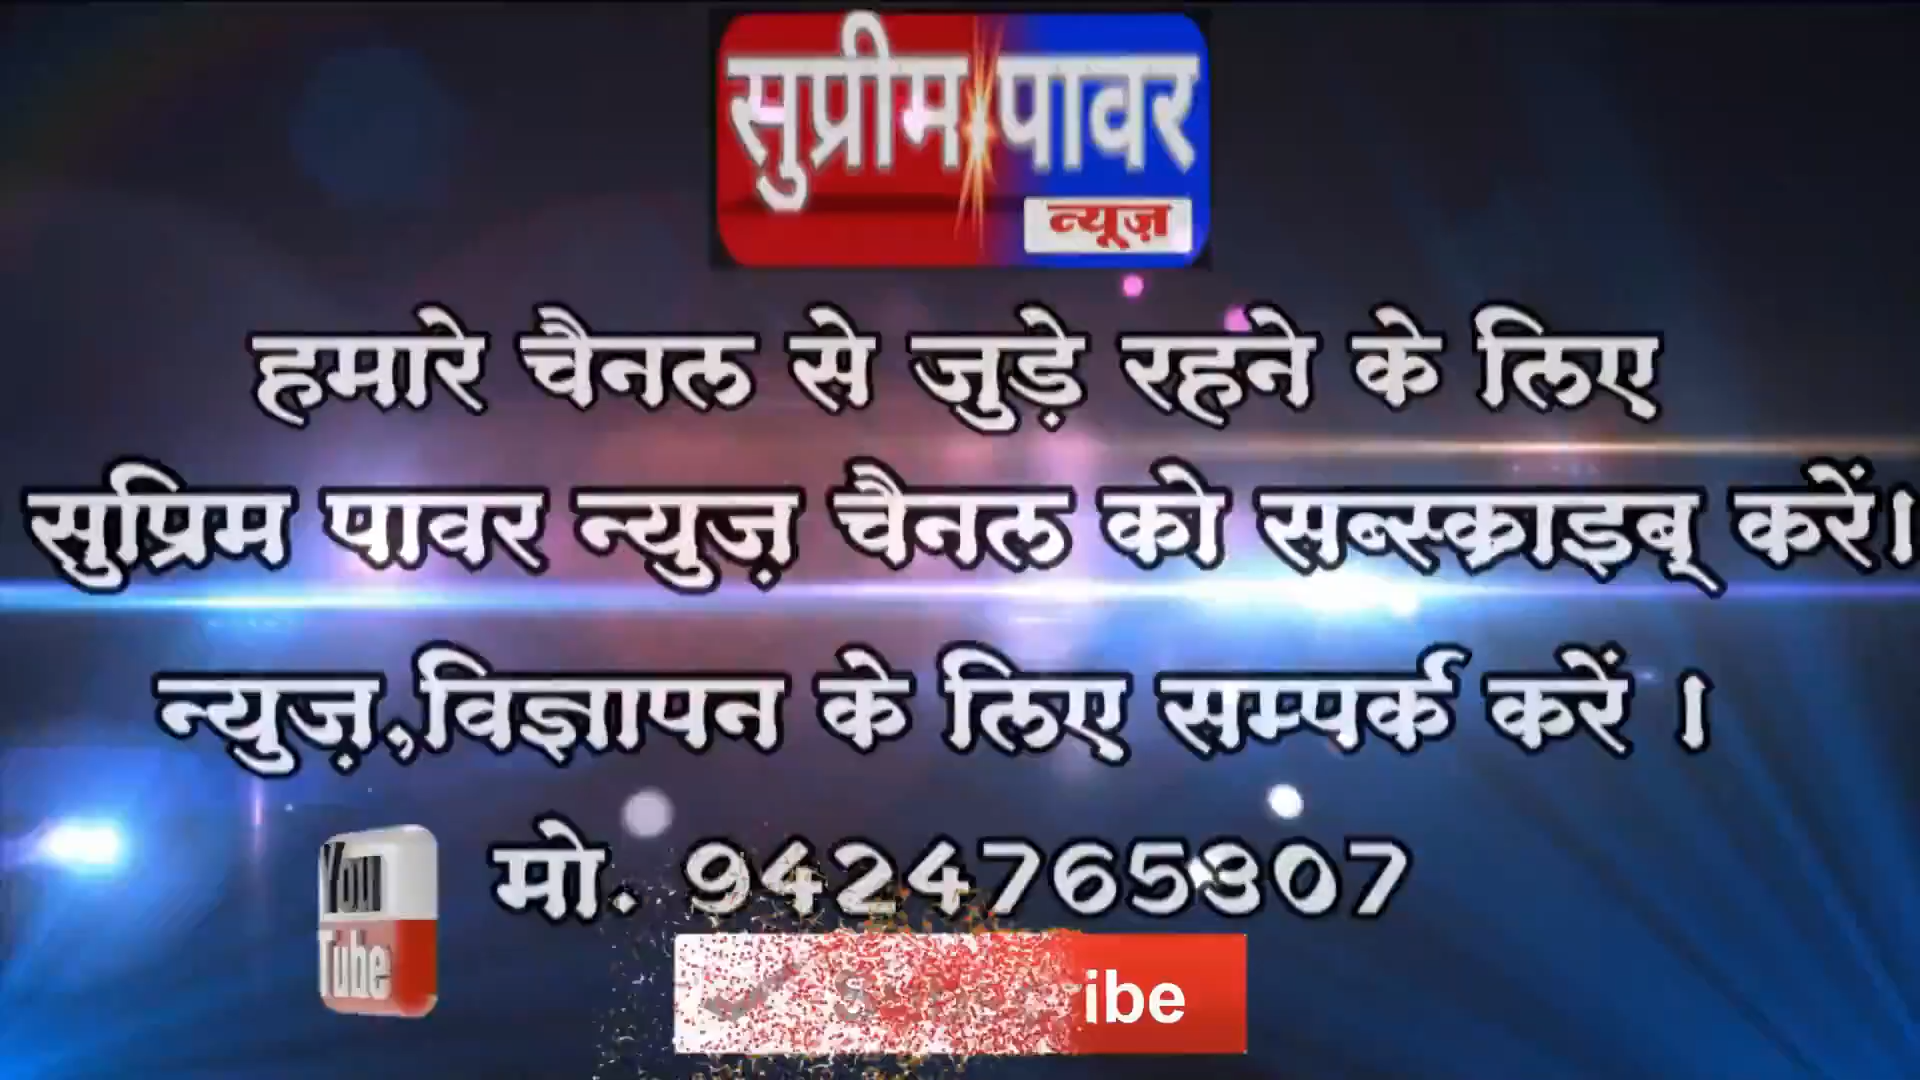 सुप्रीम पावर
न्यूज़
हमारे चैनल से जुड़े रहने के लिए
सुप्रिम पावर न्युज़ चैनल को सब्स्क्राइब् करें।
न्युज़,विज्ञापन के लिए सम्पर्क करें ।
मो. 9424765307
You
Tube
ibe